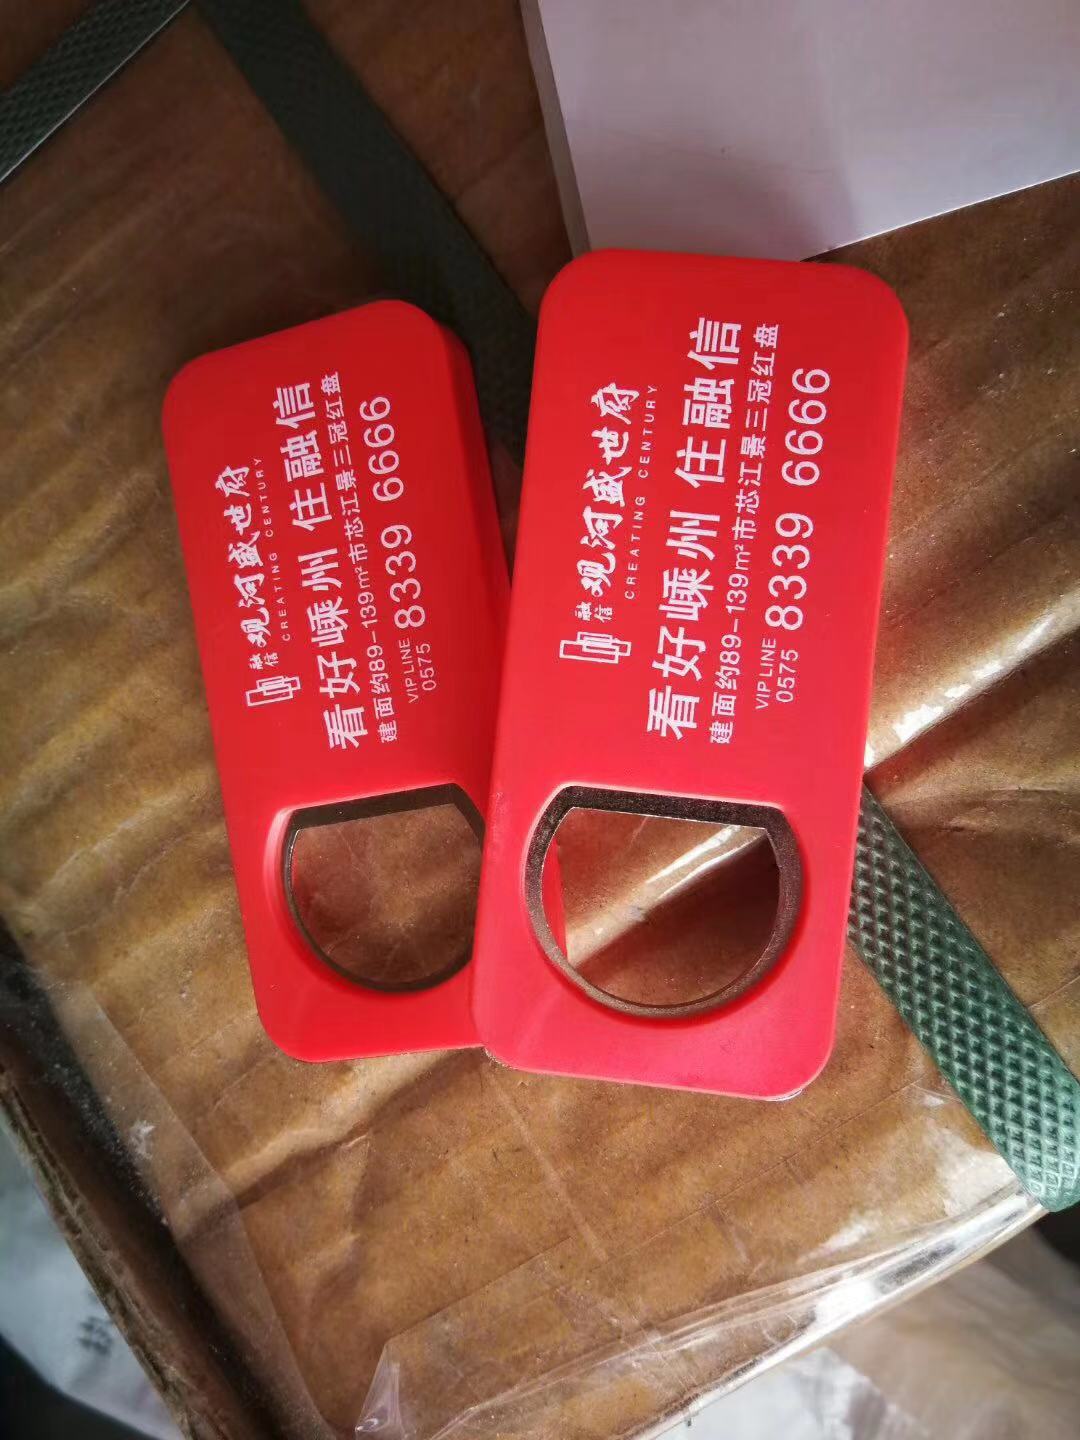 融信
观河盛世府
CREATING CENTURY
看好嵊州 住融信
建面约89-139m²市芯江景三冠红盘
VIP LINE
0575 8339 6666
融信
观河盛世府
CREATING CENTURY
看好嵊州 住融信
建面约89-139m²市芯江景三冠红盘
VIP LINE
0575 8339 6666